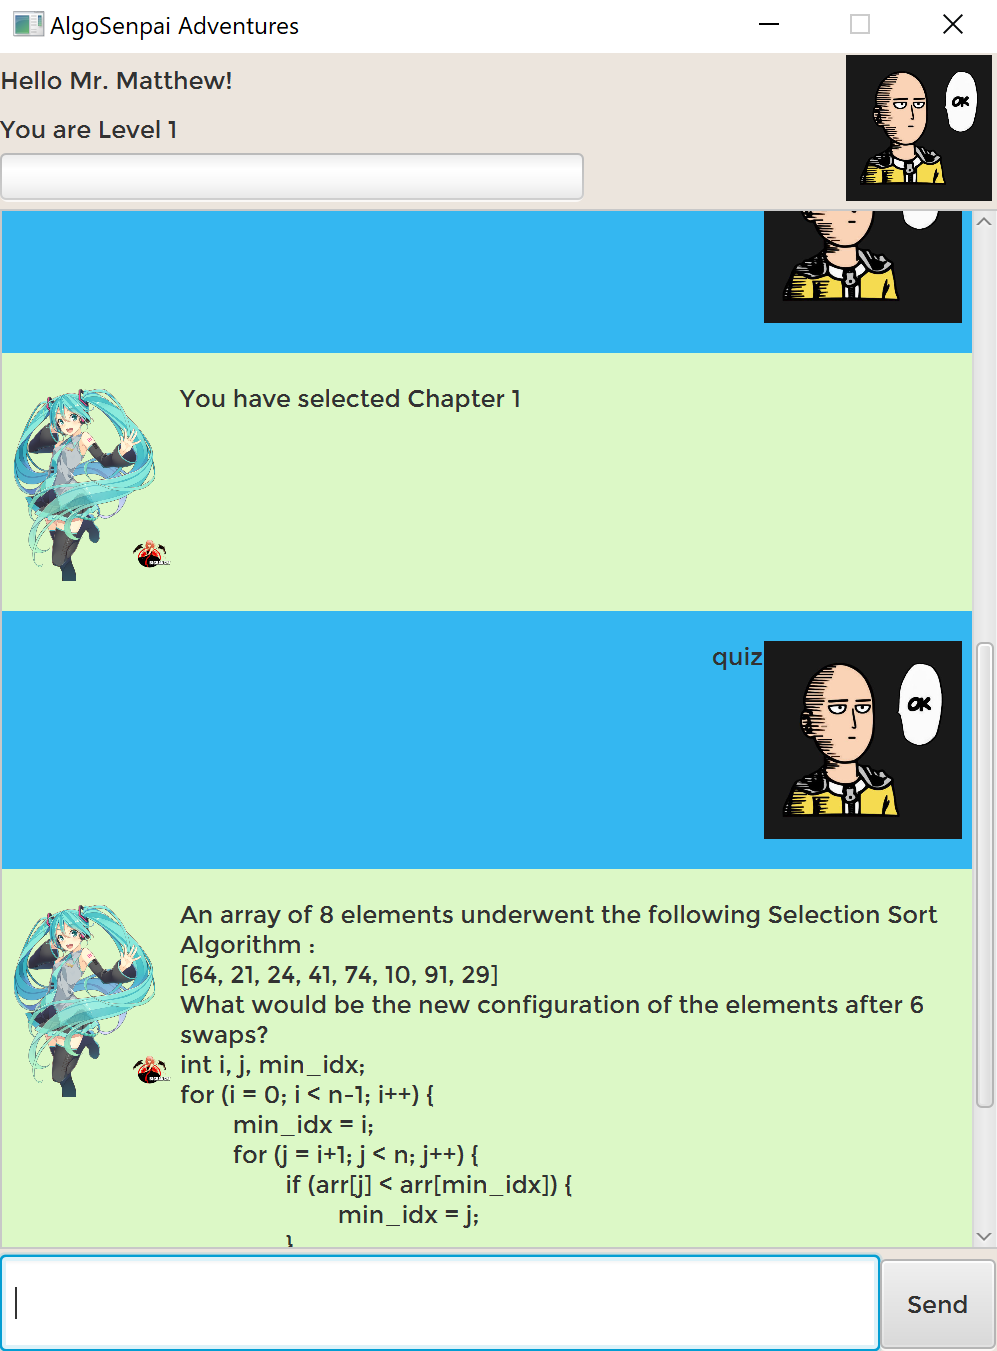 AlgoSenpai Adventures
Hello Mr. Matthew!
OK
You are Level 1
You have selected Chapter 1
quiz
OK
An array of 8 elements underwent the following Selection Sort
Algorithm :
[64, 21, 24, 41, 74, 10, 91, 29]
What would be the new configuration of the elements after 6
swaps?
int i, j, min_idx;
for (i = 0; i < n-1; i++) {
min_idx = i;
for (j = i+1; j < n; j++) {
if (arr[j] < arr[min_idx]) {
min_idx = j;
}
Send